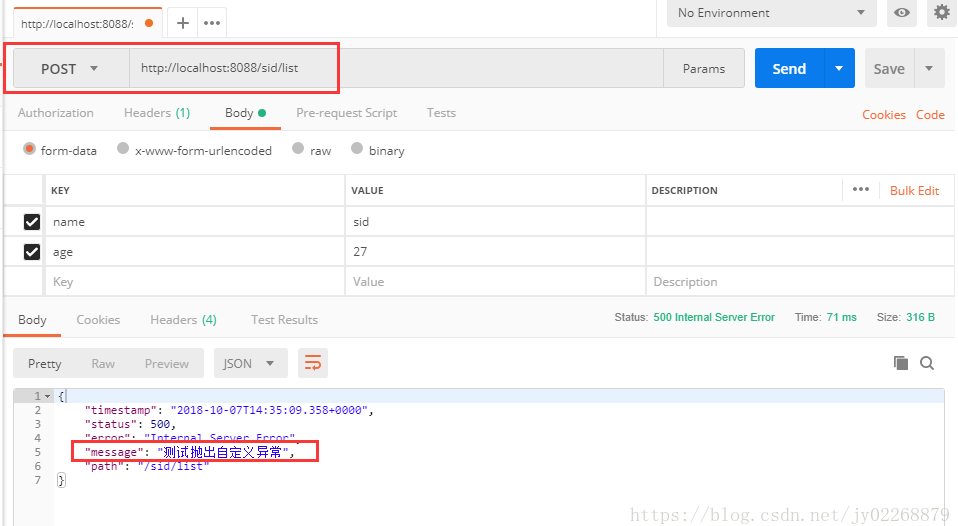 http://localhost:8088/s
No Environment
POST http://localhost:8088/sid/list Params Send Save
Authorization Headers (1) Body Pre-request Script Tests Cookies Code
form-data x-www-form-urlencoded raw binary
KEY VALUE DESCRIPTION ••• Bulk Edit
name sid
age 27
Key Value Description
Body Cookies Headers (4) Test Results Status: 500 Internal Server Error Time: 71 ms Size: 316 B
Pretty Raw Preview JSON
1 {
2 "timestamp": "2018-10-07T14:35:09.358+0000",
3 "status": 500,
4 "error": "Internal Server Error",
5 "message": "测试抛出自定义异常",
6 "path": "/sid/list"
7 }
https://blog.csdn.net/jy02268879